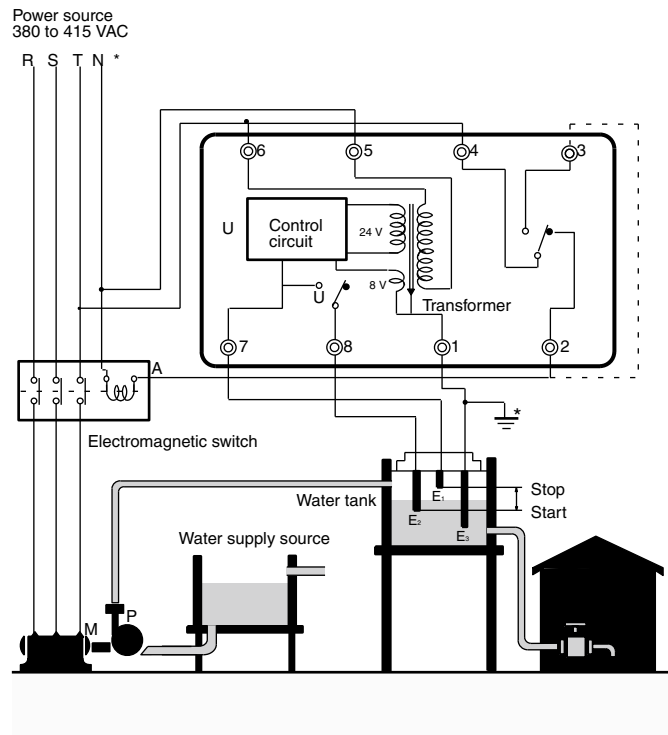 Power source
380 to 415 VAC
R S T N *
6 5 4 3
U
Control
circuit
24 V
8 V
U
Transformer
7 8 1 2
A
*
Electromagnetic switch
Water tank
E1
E2
E3
Stop
Start
Water supply source
M
P